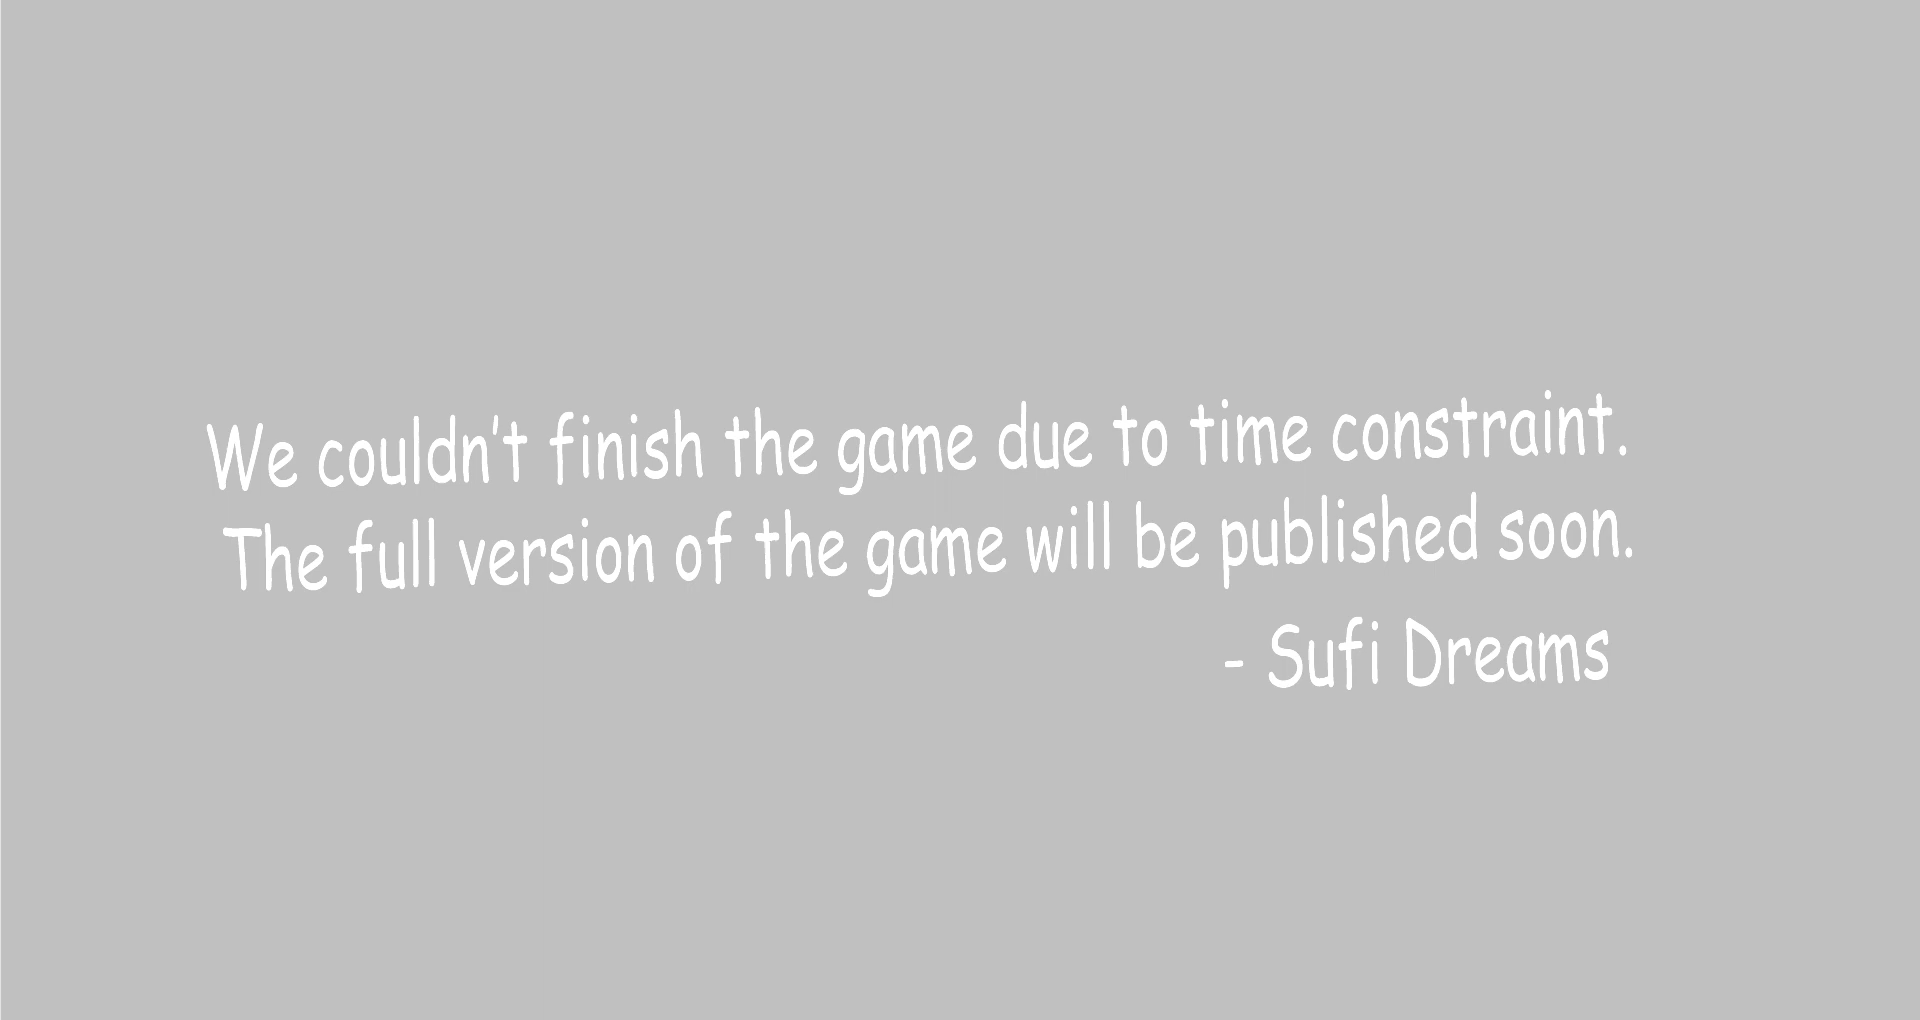 We couldn't finish the game due to time constraint.
The full version of the game will be published soon.
- Sufi Dreams